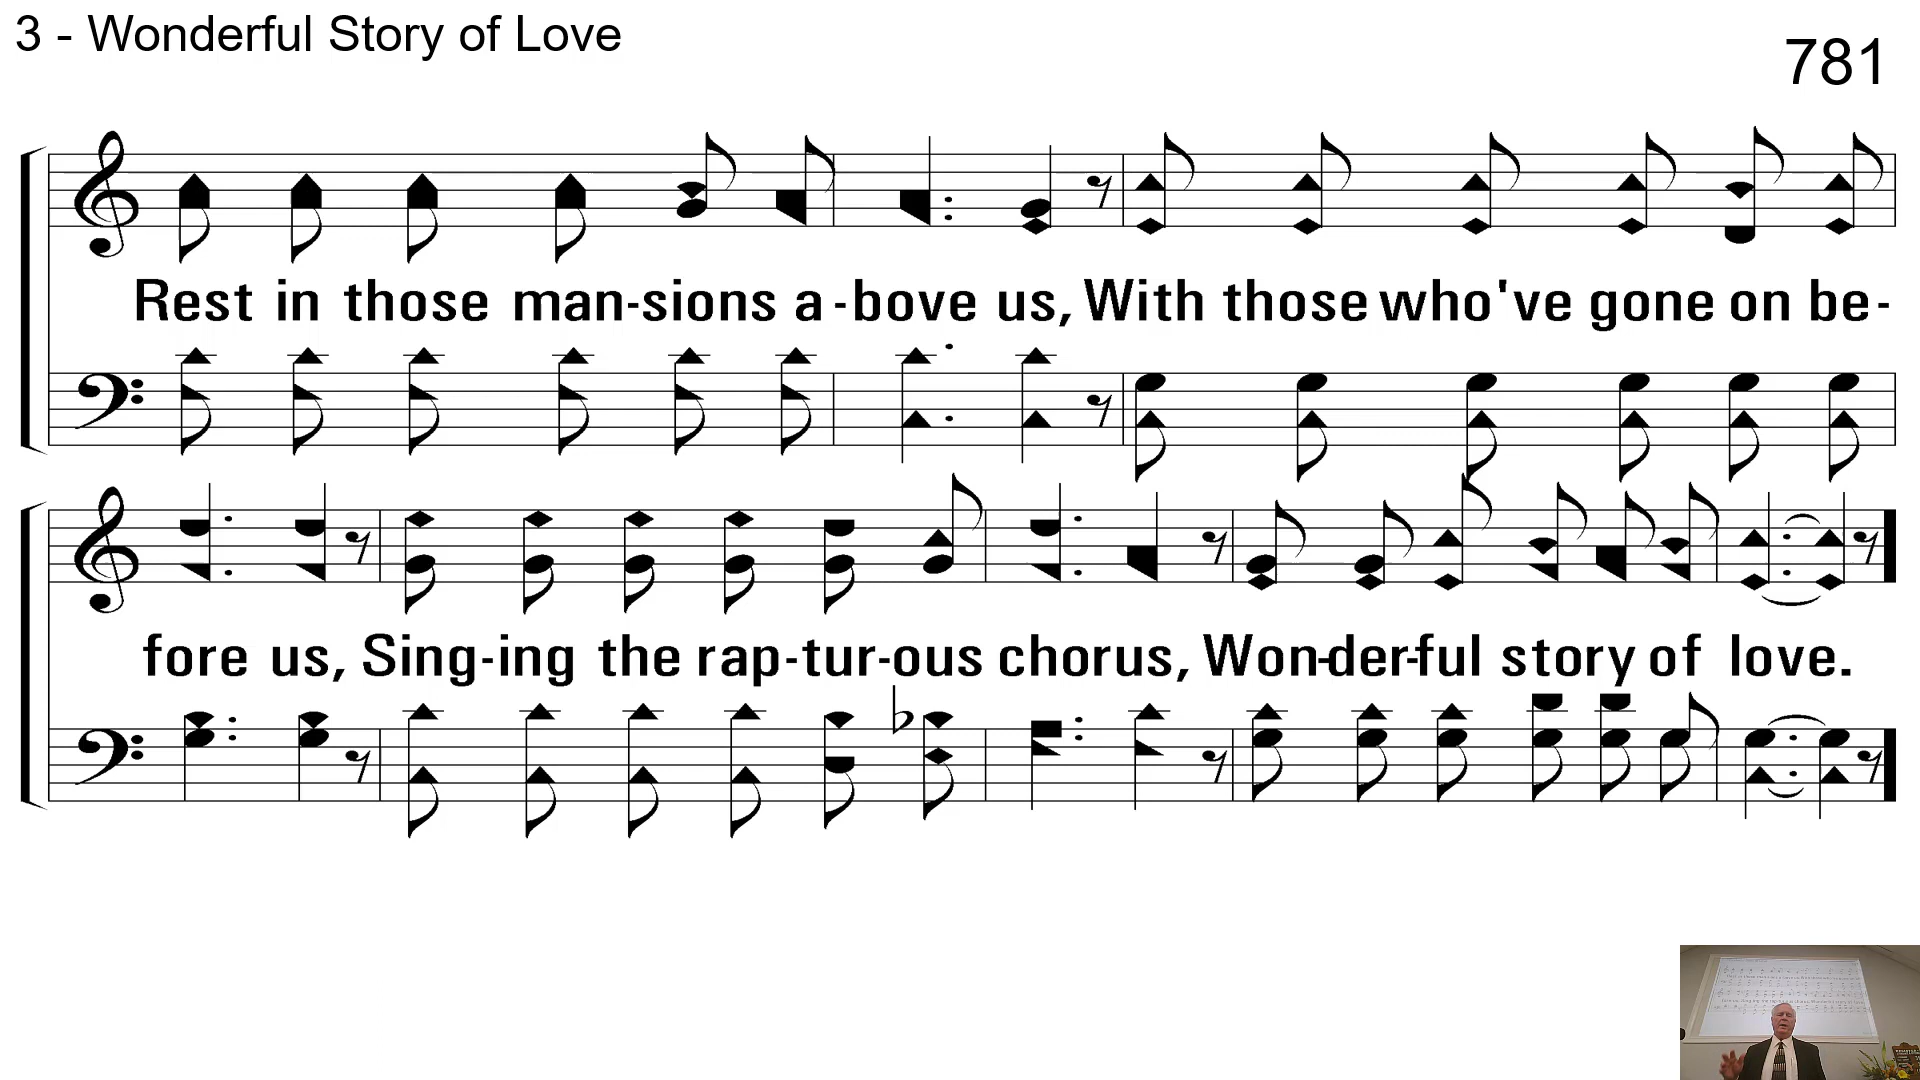 3 - Wonderful Story of Love
781
Rest in those man-sions a-bove us, With those who've gone on be-
fore us, Sing-ing the rap-tur-ous chorus, Won-der-ful story of love.